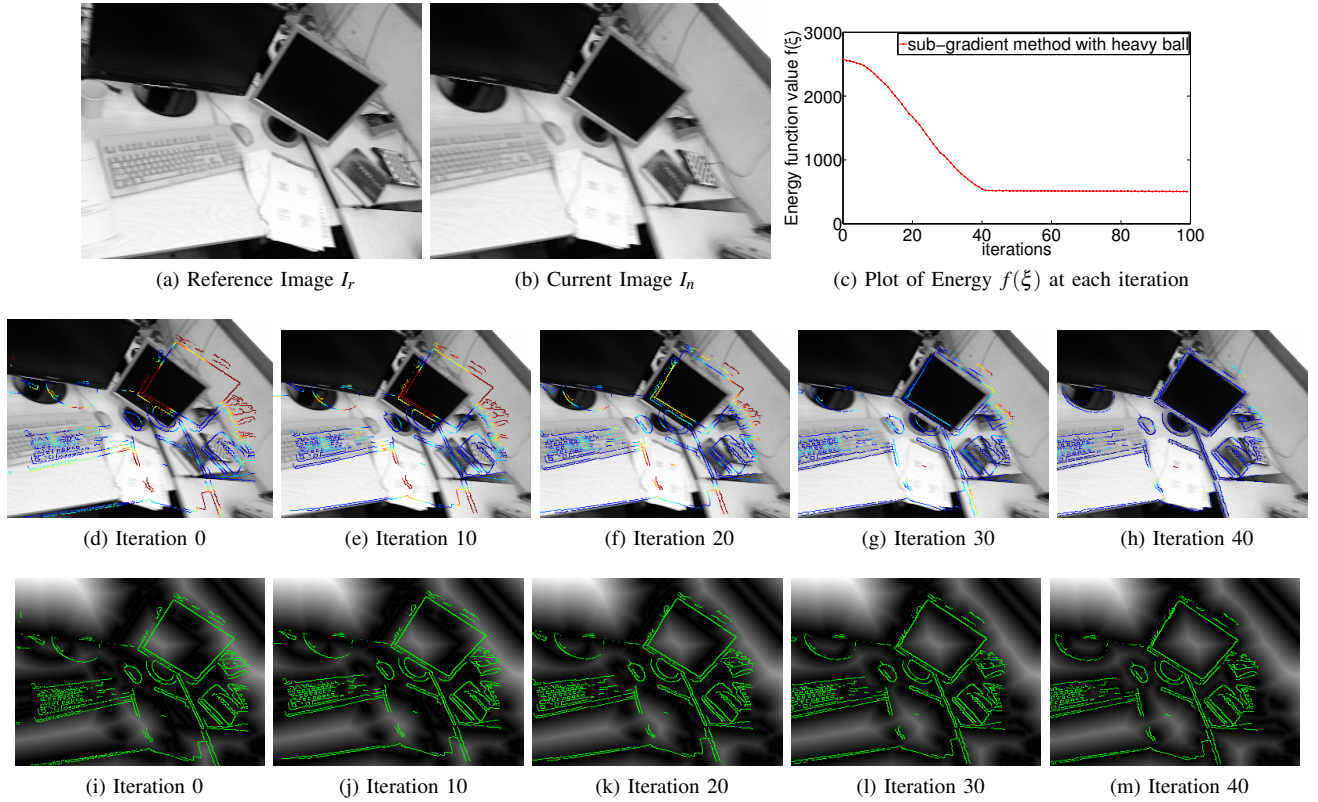 (a) Reference Image I_r
(b) Current Image I_n
3000
2000
1000
0
Energy function value f(ξ)
sub-gradient method with heavy ball
0 20 40 60 80 100
iterations
(c) Plot of Energy f(ξ) at each iteration
(d) Iteration 0
(e) Iteration 10
(f) Iteration 20
(g) Iteration 30
(h) Iteration 40
(i) Iteration 0
(j) Iteration 10
(k) Iteration 20
(l) Iteration 30
(m) Iteration 40